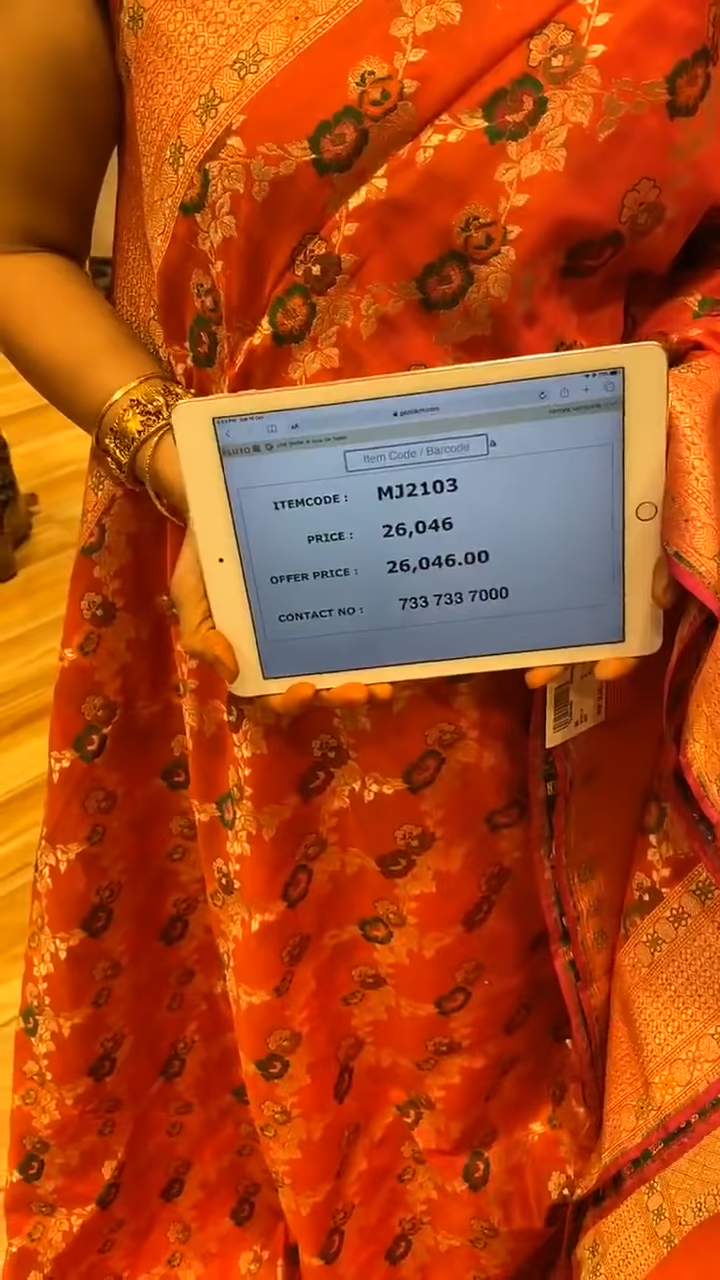 Item Code / Barcode
ITEMCODE : MJ2103
PRICE : 26,046
OFFER PRICE : 26,046.00
CONTACT NO : 733 733 7000